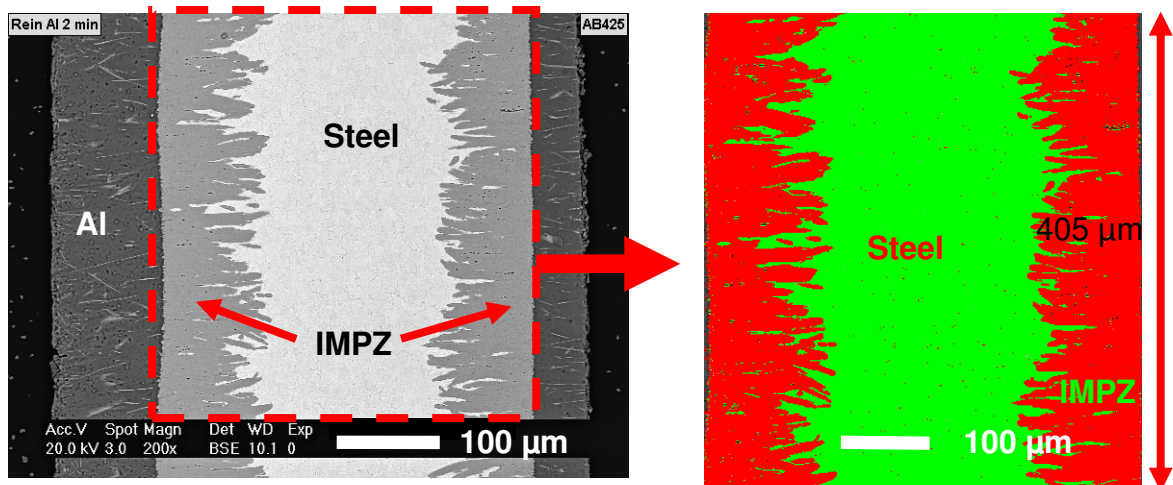 Rein Al 2 min
AB425
Steel
Al
IMPZ
Acc.V Spot Magn Det WD Exp
20.0 kV 3.0 200x BSE 10.1 0
100 µm
Steel
405 µm
IMPZ
100 µm